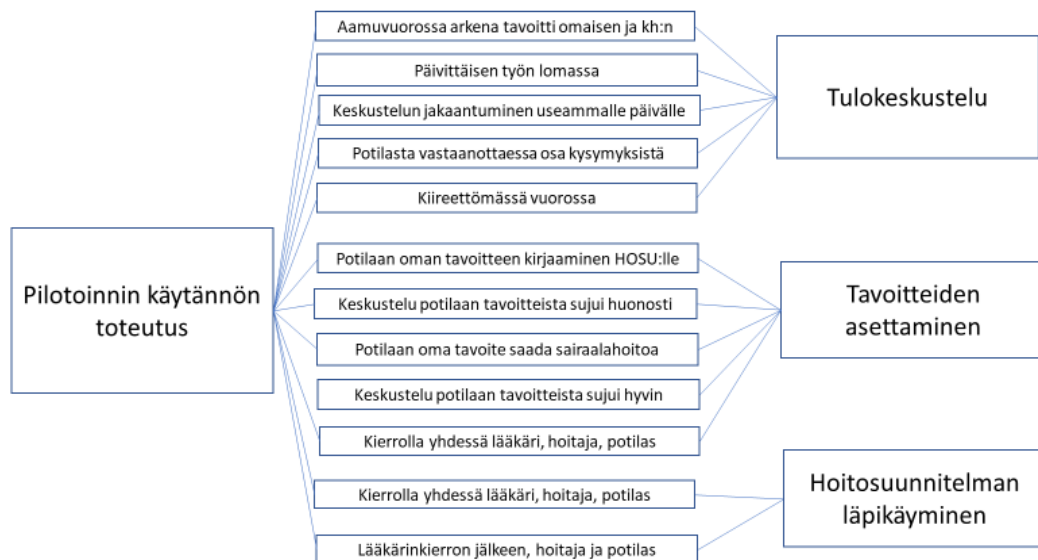 Pilotoinnin käytännön
toteutus
Aamuvuorossa arkena tavoitti omaisen ja kh:n
Päivittäisen työn lomassa
Keskustelun jakaantuminen useammalle päivälle
Potilasta vastaanottaessa osa kysymyksistä
Kiireettömässä vuorossa
Potilaan oman tavoitteen kirjaaminen HOSU:lle
Keskustelu potilaan tavoitteista sujui huonosti
Potilaan oma tavoite saada sairaalahoitoa
Keskustelu potilaan tavoitteista sujui hyvin
Kierrolla yhdessä lääkäri, hoitaja, potilas
Kierrolla yhdessä lääkäri, hoitaja, potilas
Lääkärinkierron jälkeen, hoitaja ja potilas
Tulokeskustelu
Tavoitteiden
asettaminen
Hoitosuunnitelman
läpikäyminen